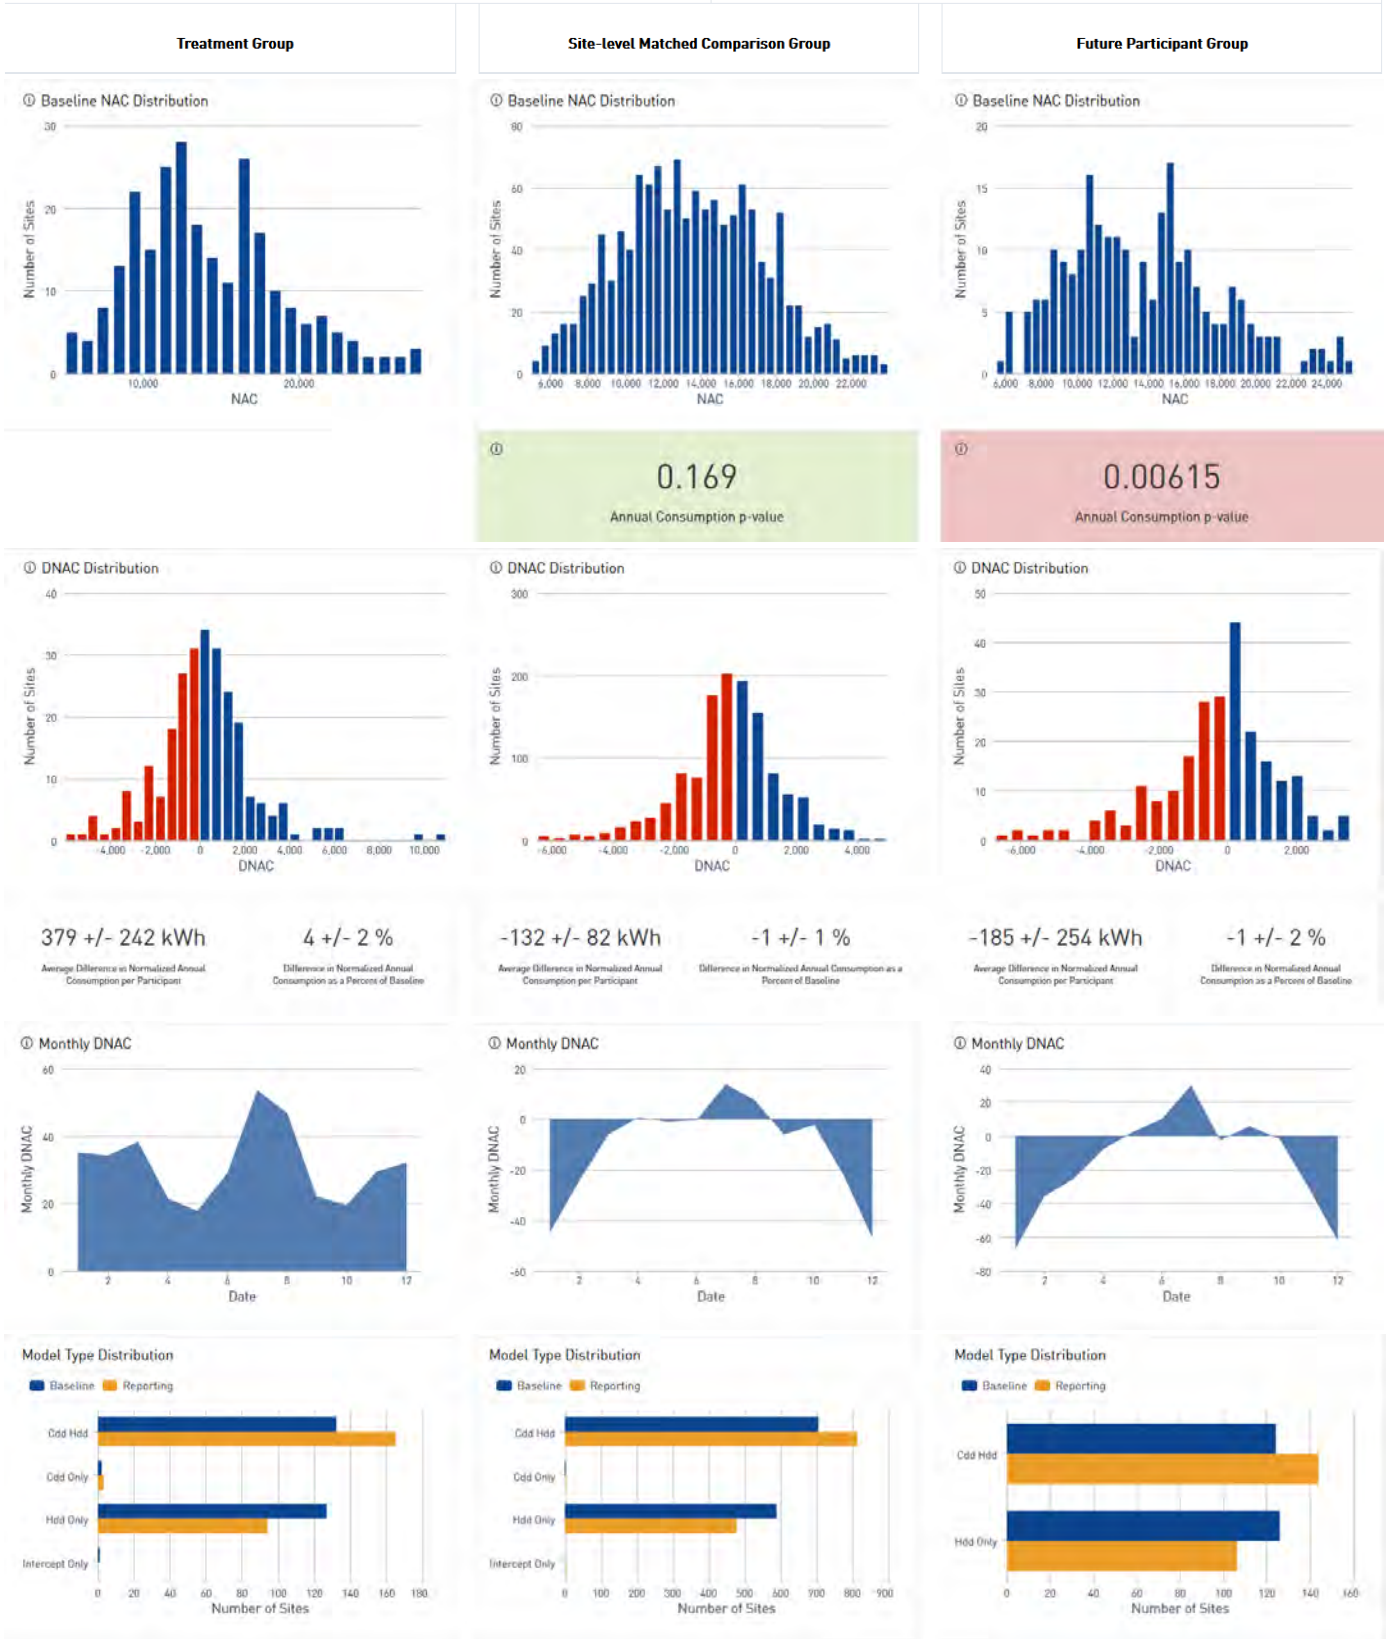 Treatment Group
Site-level Matched Comparison Group
Future Participant Group
Baseline NAC Distribution
30
20
10
0
Number of Sites
10,000 20,000
NAC
Baseline NAC Distribution
80
60
40
20
0
Number of Sites
6,000 8,000 10,000 12,000 14,000 16,000 18,000 20,000 22,000
NAC
Baseline NAC Distribution
20
15
10
5
0
Number of Sites
6,000 8,000 10,000 12,000 14,000 16,000 18,000 20,000 22,000 24,000
NAC
0.169
Annual Consumption p-value
0.00615
Annual Consumption p-value
DNAC Distribution
40
30
20
10
0
Number of Sites
-4,000 -2,000 0 2,000 4,000 6,000 8,000 10,000
DNAC
DNAC Distribution
300
200
100
0
Number of Sites
-6,000 -4,000 -2,000 0 2,000 4,000
DNAC
DNAC Distribution
50
40
30
20
10
0
Number of Sites
-6,000 -4,000 -2,000 0 2,000
DNAC
379 +/- 242 kWh
Average Difference in Normalized Annual
Consumption per Participant
4 +/- 2 %
Difference in Normalized Annual
Consumption as a Percent of Baseline
-132 +/- 82 kWh
Average Difference in Normalized Annual
Consumption per Participant
-1 +/- 1 %
Difference in Normalized Annual Consumption as a
Percent of Baseline
-185 +/- 254 kWh
Average Difference in Normalized Annual
Consumption per Participant
-1 +/- 2 %
Difference in Normalized Annual
Consumption as a Percent of Baseline
Monthly DNAC
60
40
20
0
Monthly DNAC
2 4 6 8 10 12
Date
Monthly DNAC
20
0
-20
-40
-60
Monthly DNAC
2 4 6 8 10 12
Date
Monthly DNAC
40
20
0
-20
-40
-60
-80
Monthly DNAC
2 4 6 8 10 12
Date
Model Type Distribution
Baseline Reporting
Cdd Hdd
Cdd Only
Hdd Only
Intercept Only
0 20 40 60 80 100 120 140 160 180
Number of Sites
Model Type Distribution
Baseline Reporting
Cdd Hdd
Cdd Only
Hdd Only
Intercept Only
0 100 200 300 400 500 600 700 800 900
Number of Sites
Model Type Distribution
Baseline Reporting
Cdd Hdd
Hdd Only
0 20 40 60 80 100 120 140 160
Number of Sites